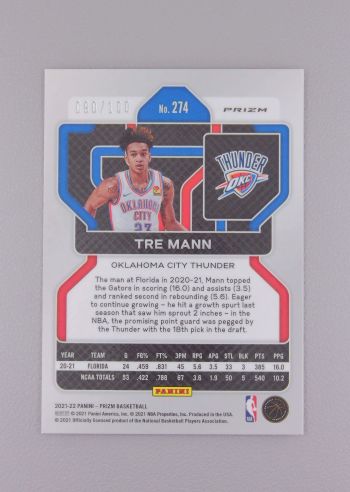 090/100
No. 274
PRIZM
THUNDER
OKC
OKLAHOMA
CITY
23
TRE MANN
OKLAHOMA CITY THUNDER
The man at Florida in 2020-21, Mann topped
the Gators in scoring (16.0) and assists (3.5)
and ranked second in rebounding (5.6). Eager
to continue growing – he hit a growth spurt last
season that saw him sprout 2 inches – in
the NBA, the promising point guard was pegged
by the Thunder with the 18th pick in the draft.
YEAR TEAM G FG% FT% 3PM RPG APG STL BLK PTS PPG
20-21 FLORIDA 24 .459 .831 45 5.6 3.5 33 3 385 16.0
NCAA TOTALS 53 .422 .786 67 3.6 1.9 50 5 540 10.2
PANINI
2021-22 PANINI - PRIZM BASKETBALL
© 2021 Panini America, Inc. © 2021 NBA Properties, Inc. Produced in the USA.
© 2021 Officially licensed product of the National Basketball Players Association.
NBA